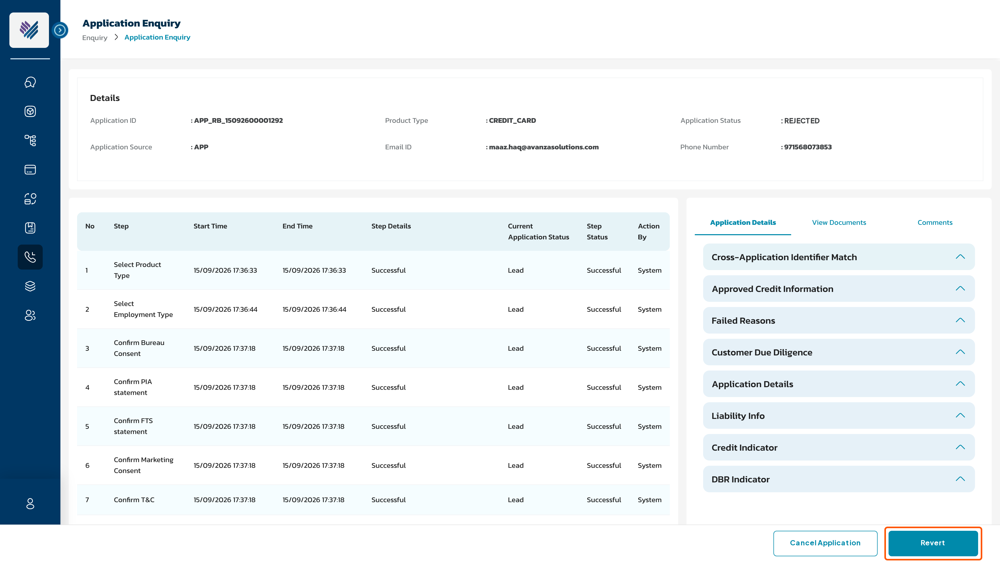 Application Enquiry
Enquiry > Application Enquiry
Details
Application ID : APP_RB_15092600001292 Product Type : CREDIT_CARD Application Status : REJECTED
Application Source : APP Email ID : maaz.haq@avanzasolutions.com Phone Number : 971568073853
No Step Start Time End Time Step Details Current Application Status Step Status Action By
1 Select Product Type 15/09/2026 17:36:33 15/09/2026 17:36:33 Successful Lead Successful System
2 Select Employment Type 15/09/2026 17:36:44 15/09/2026 17:36:44 Successful Lead Successful System
3 Confirm Bureau Consent 15/09/2026 17:37:18 15/09/2026 17:37:18 Successful Lead Successful System
4 Confirm PIA statement 15/09/2026 17:37:18 15/09/2026 17:37:18 Successful Lead Successful System
5 Confirm FTS statement 15/09/2026 17:37:18 15/09/2026 17:37:18 Successful Lead Successful System
6 Confirm Marketing Consent 15/09/2026 17:37:18 15/09/2026 17:37:18 Successful Lead Successful System
7 Confirm T&C 15/09/2026 17:37:18 15/09/2026 17:37:18 Successful Lead Successful System
Application Details View Documents Comments
Cross-Application Identifier Match
Approved Credit Information
Failed Reasons
Customer Due Diligence
Application Details
Liability Info
Credit Indicator
DBR Indicator
Cancel Application Revert